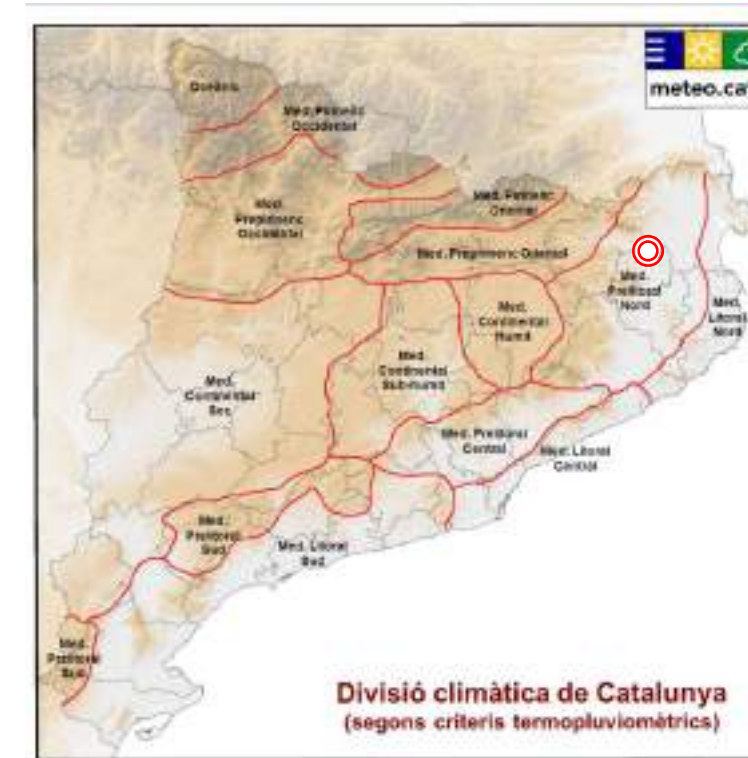 meteo.ca
Oceànic
Med. Pirinenc
Occidental
Med.
Prepirinenc
Occidental
Med. Pirinenc
Oriental
Med. Prepirinenc Oriental
Med.
Prelitoral
Nord
Med.
Litoral
Nord
Med.
Continental
Humit
Med.
Continental
Sub-humit
Med.
Continental
Sec
Med. Prelitoral
Central
Med. Litoral
Central
Med.
Prelitoral
Sud
Med. Litoral
Sud
Med.
Prelitoral
Sud
Divisió climàtica de Catalunya
(segons criteris termopluviomètrics)